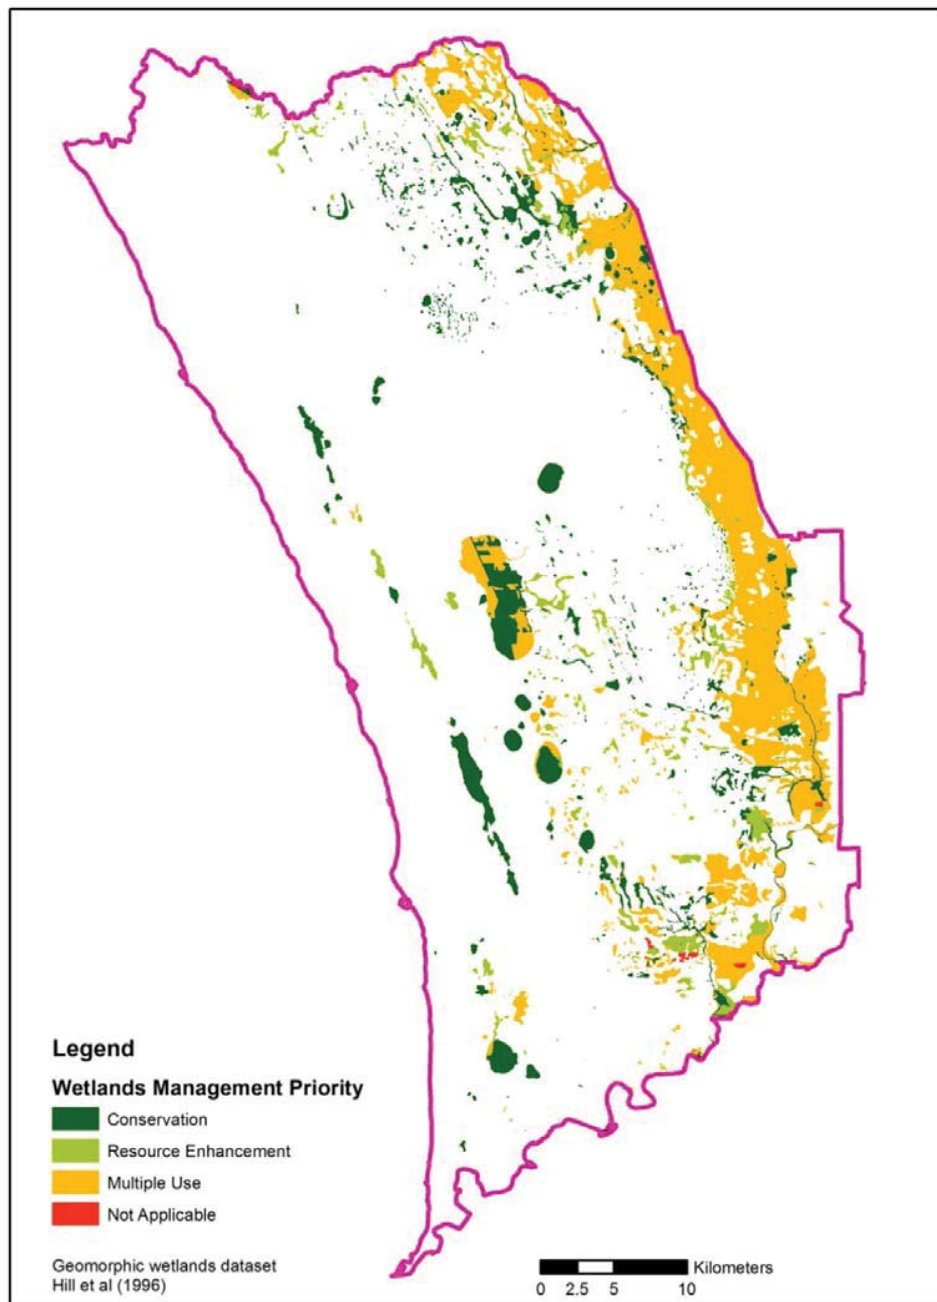 Legend
Wetlands Management Priority
Conservation
Resource Enhancement
Multiple Use
Not Applicable
Geomorphic wetlands dataset
Hill et al (1996)
Kilometers
0 2.5 5 10